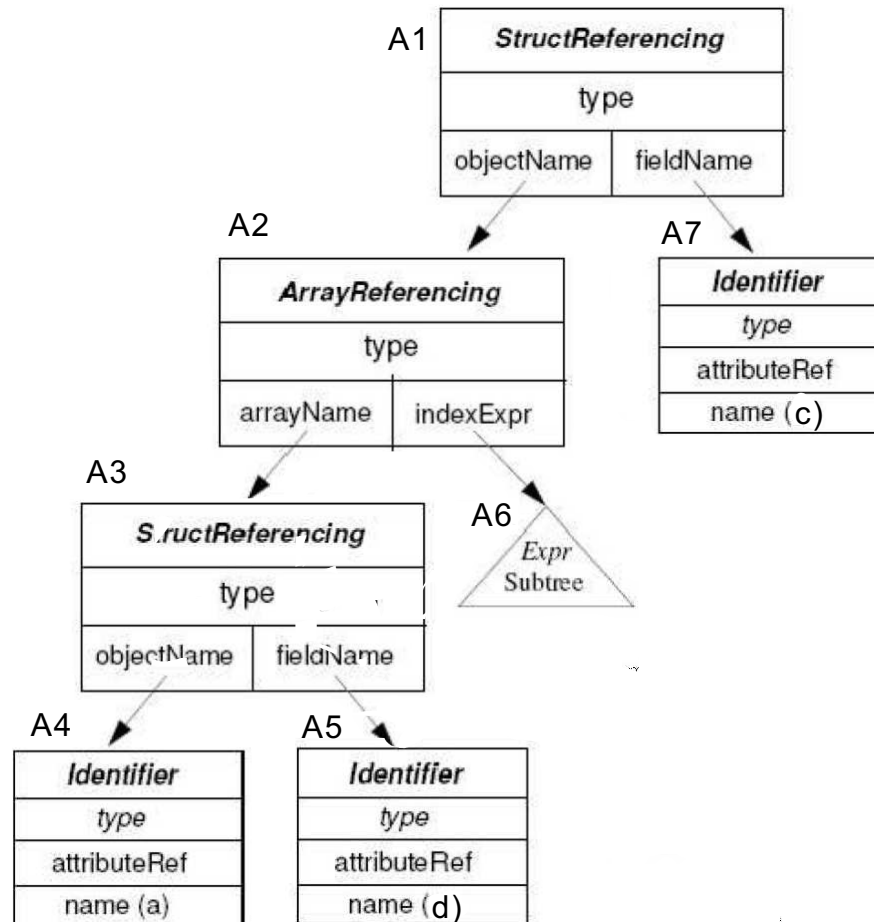 A1
StructReferencing
type
objectName fieldName
A2
A7
ArrayReferencing
type
arrayName indexExpr
Identifier
type
attributeRef
name (c)
A3
S.ructReferencing
type
objectName fieldName
A6
Expr
Subtree
A4
Identifier
type
attributeRef
name (a)
A5
Identifier
type
attributeRef
name (d)